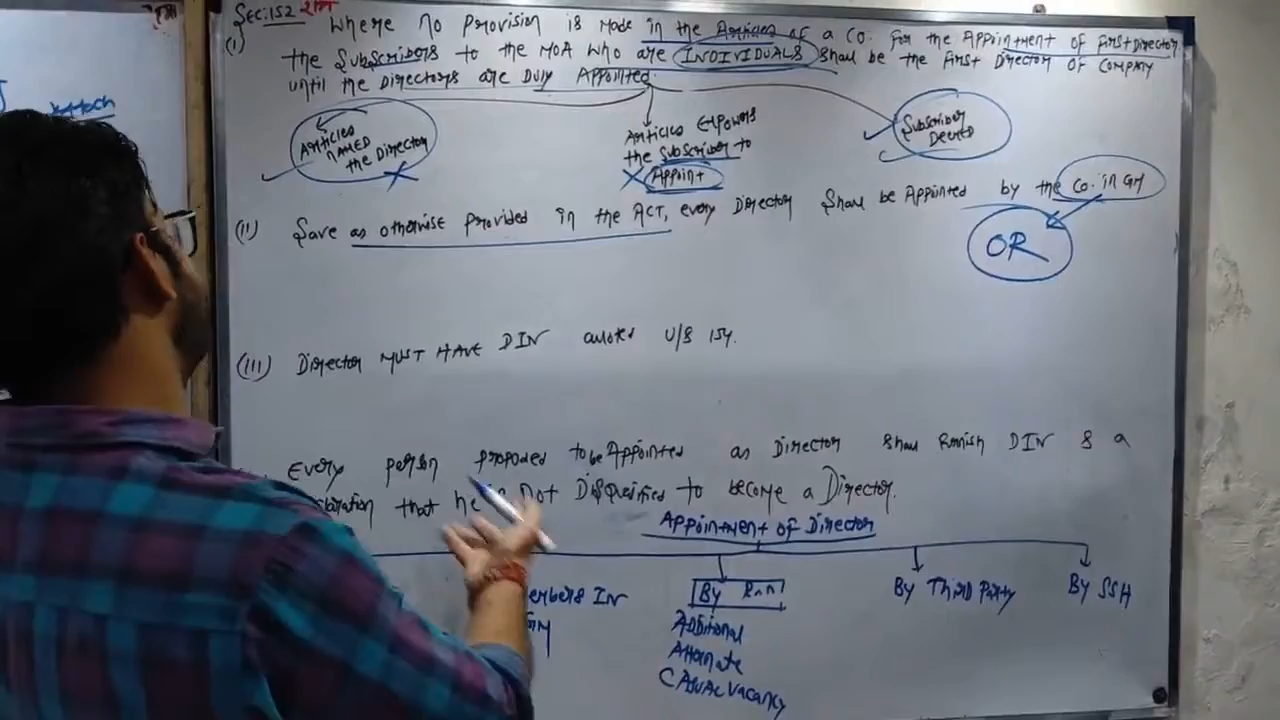 Sec:152
(I) Where no Provision is Made in the Articles of a Co. for the Appointment of First Director
the Subscribers to the MOA who are INDIVIDUALS Shall be the First Director of Company
until the Directors are Duly Appointed
Articles
NAMED
the Director
Articles Empowers
the Subscriber to
Appoint
Subscriber
(II) Save as otherwise Provided in the ACT, every Director Shall be Appointed by the Co. in GM
OR
(III) Director MUST HAVE DIN U/S 154.
Every person proposed to be Appointed as Director Shall DIN & a
that he is not to become a Director.
Appointment of Director
IN
By
By Third Party
By SSH
Additional
Alternate
CASUAL Vacancy